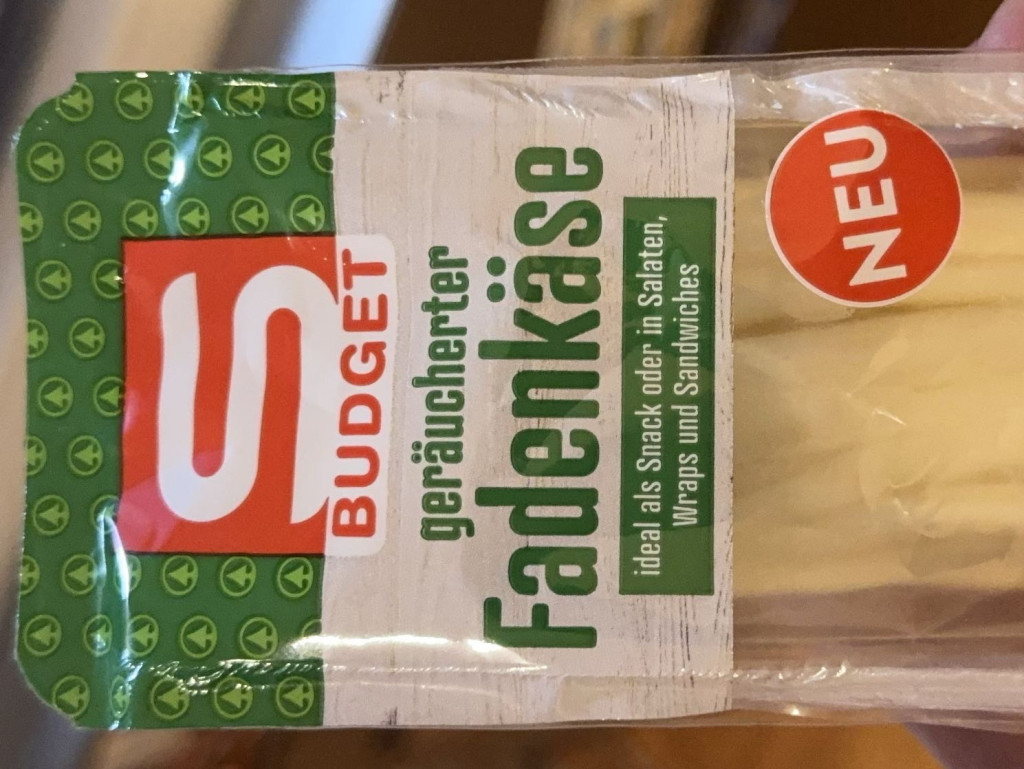 S
BUDGET
geräucherter
Fadenkäse
ideal als Snack oder in Salaten,
Wraps und Sandwiches
NEU